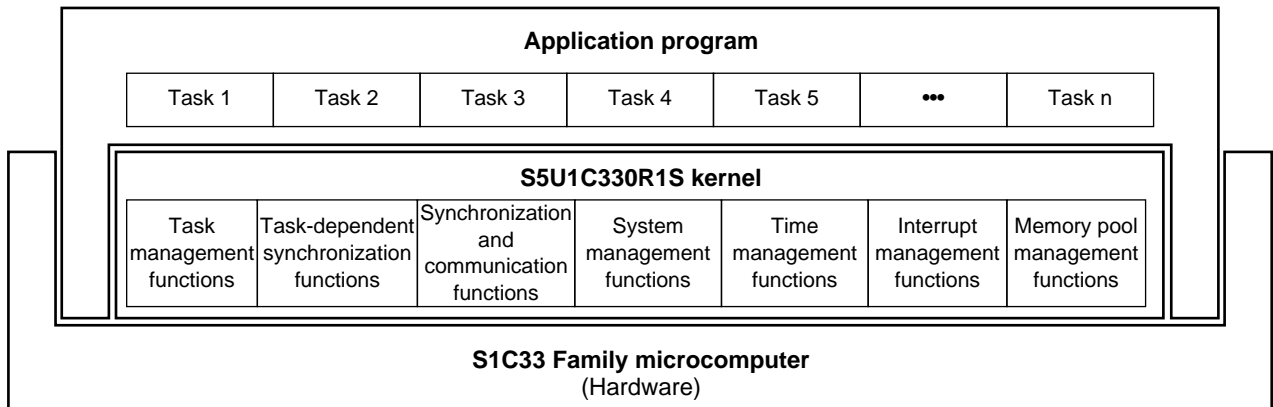 Application program
Task 1 Task 2 Task 3 Task 4 Task 5 ••• Task n
S5U1C330R1S kernel
Task
management
functions
Task-dependent
synchronization
functions
Synchronization
and
communication
functions
System
management
functions
Time
management
functions
Interrupt
management
functions
Memory pool
management
functions
S1C33 Family microcomputer
(Hardware)